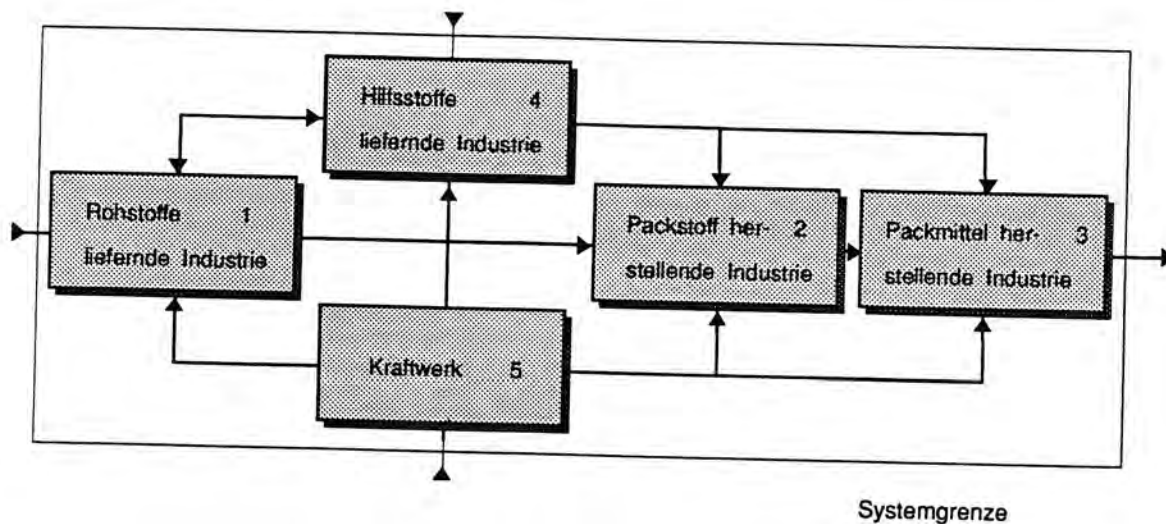 Hilfsstoffe 4
liefernde Industrie
Rohstoffe 1
liefernde Industrie
Packstoff her- 2
stellende Industrie
Packmittel her- 3
stellende Industrie
Kraftwerk 5
Systemgrenze